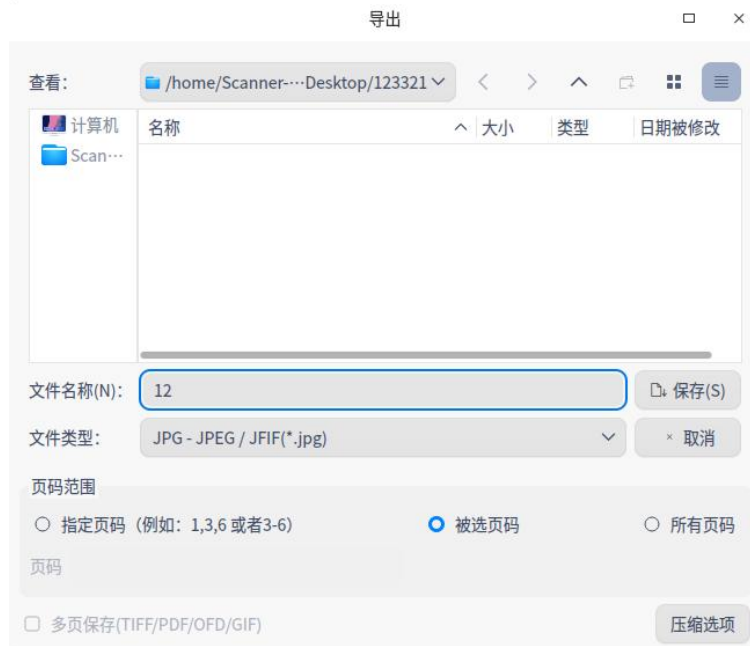 导出
查看：
/home/Scanner-···Desktop/123321
计算机
Scan···
名称 大小 类型 日期被修改
文件名称(N)： 12 保存(S)
文件类型： JPG - JPEG / JFIF(*.jpg) 取消
页码范围
指定页码（例如：1,3,6 或者3-6） 被选页码 所有页码
页码
多页保存(TIFF/PDF/OFD/GIF) 压缩选项